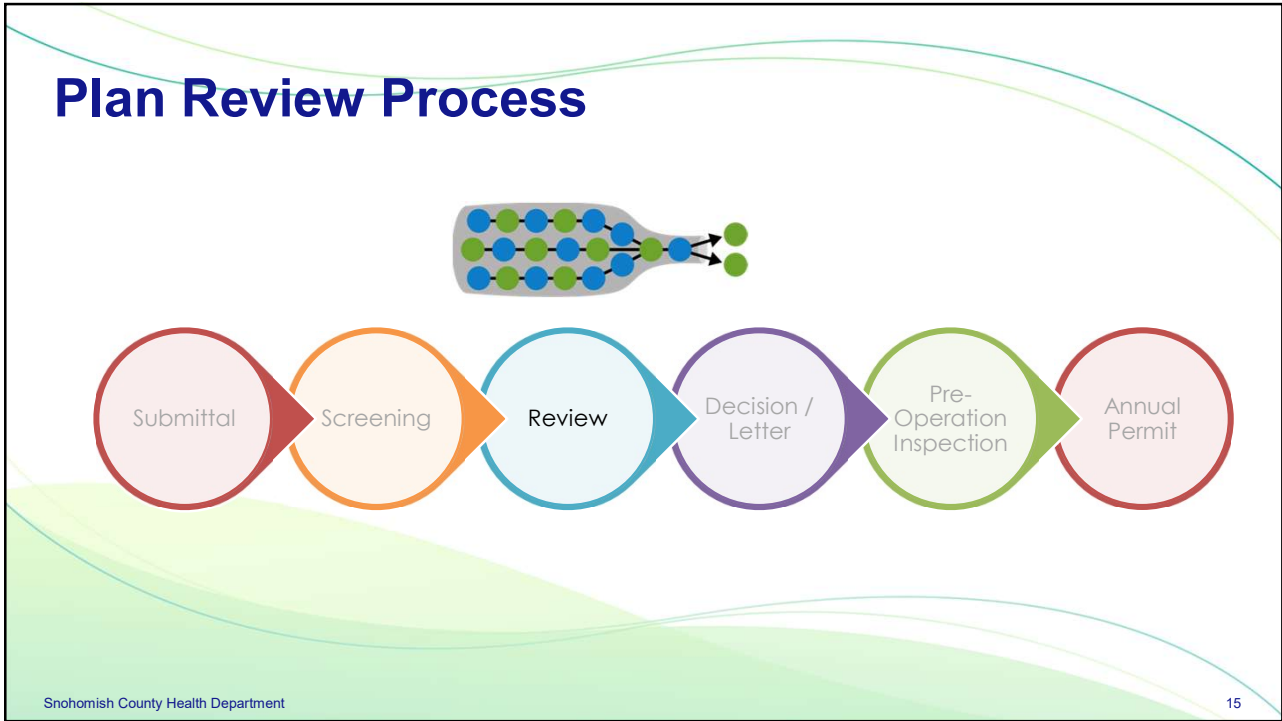 Plan Review Process
Submittal
Screening
Review
Decision /
Letter
Pre-
Operation
Inspection
Annual
Permit
Snohomish County Health Department
15